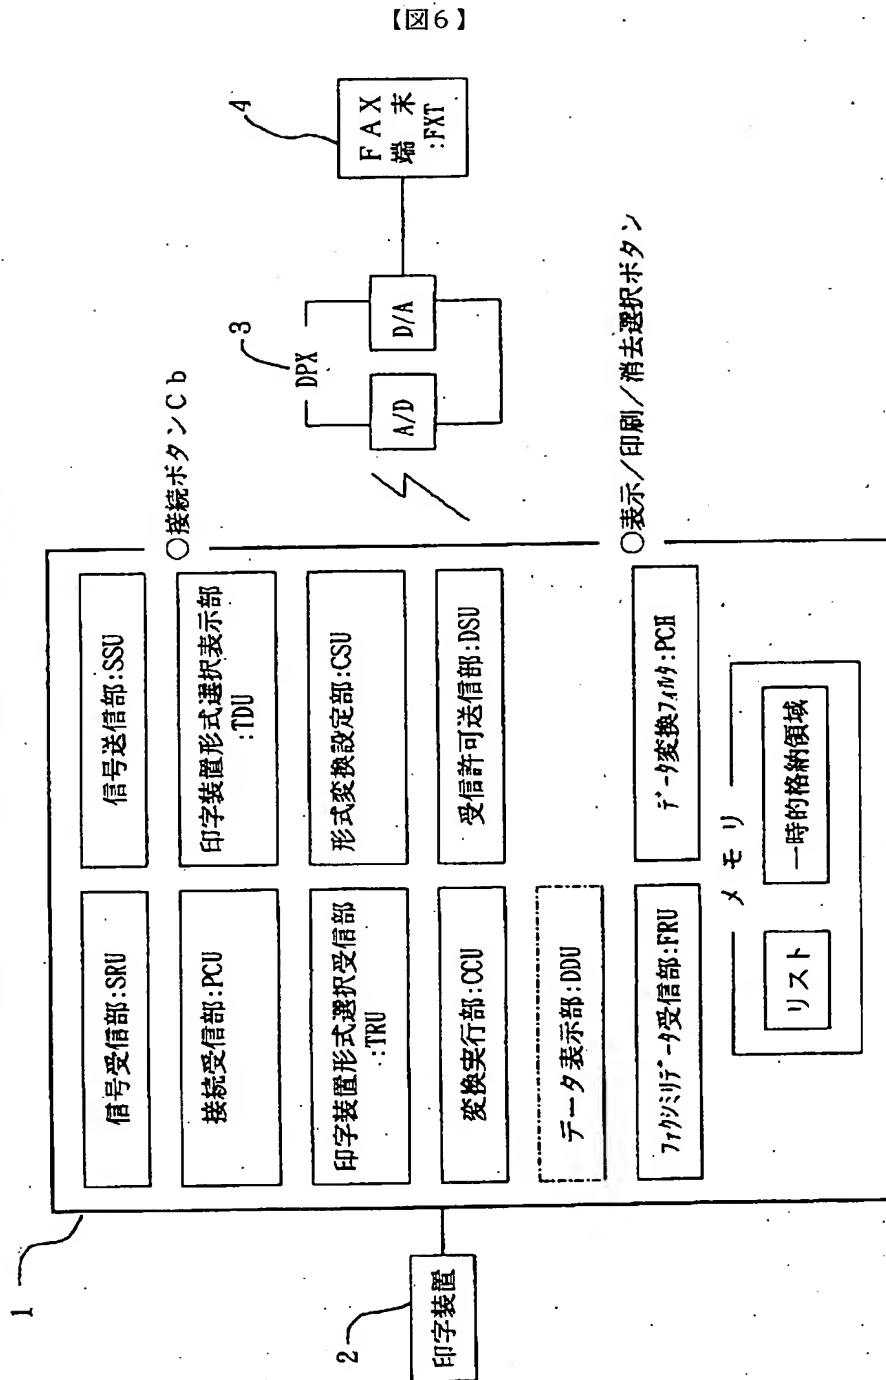 【図6】
1
信号受信部:SRU
信号送信部:SSU
○接続ボタンCb
接続受信部:PCU
印字装置形式選択表示部
:TDU
印字装置形式選択受信部
:TRU
形式変換設定部:CSU
変換実行部:CCU
受信許可送信部:DSU
データ表示部:DDU
○表示/印刷/消去選択ボタン
ファクシミリデータ受信部:FRU
データ変換フィルタ:PCH
メモリ
リスト
一時的格納領域
2
印字装置
3
DPX
A/D
D/A
4
FAX
端末
:FXT